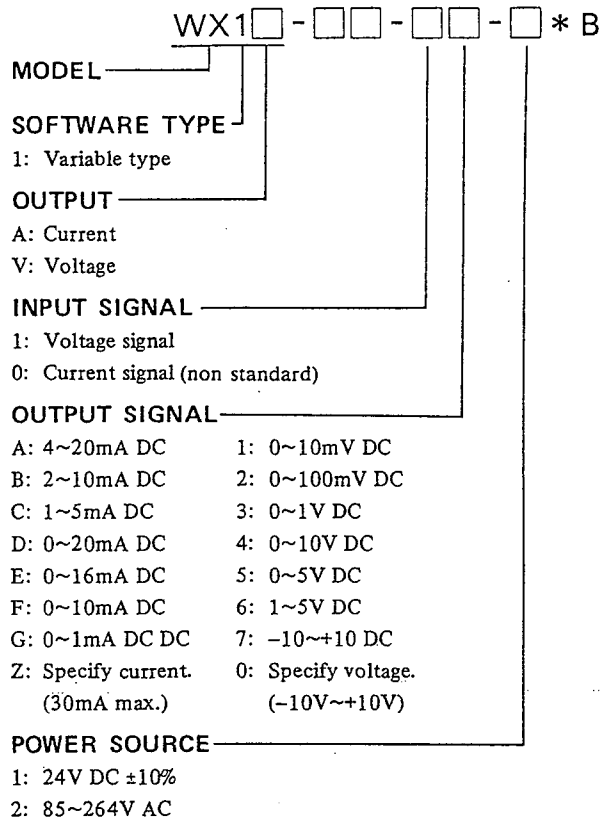 WX1□-□□-□□-□*B
MODEL
SOFTWARE TYPE
1: Variable type
OUTPUT
A: Current
V: Voltage
INPUT SIGNAL
1: Voltage signal
0: Current signal (non standard)
OUTPUT SIGNAL
A: 4~20mA DC 1: 0~10mV DC
B: 2~10mA DC 2: 0~100mV DC
C: 1~5mA DC 3: 0~1V DC
D: 0~20mA DC 4: 0~10V DC
E: 0~16mA DC 5: 0~5V DC
F: 0~10mA DC 6: 1~5V DC
G: 0~1mA DC DC 7: –10~+10 DC
Z: Specify current. 0: Specify voltage.
(30mA max.) (–10V~+10V)
POWER SOURCE
1: 24V DC ±10%
2: 85~264V AC